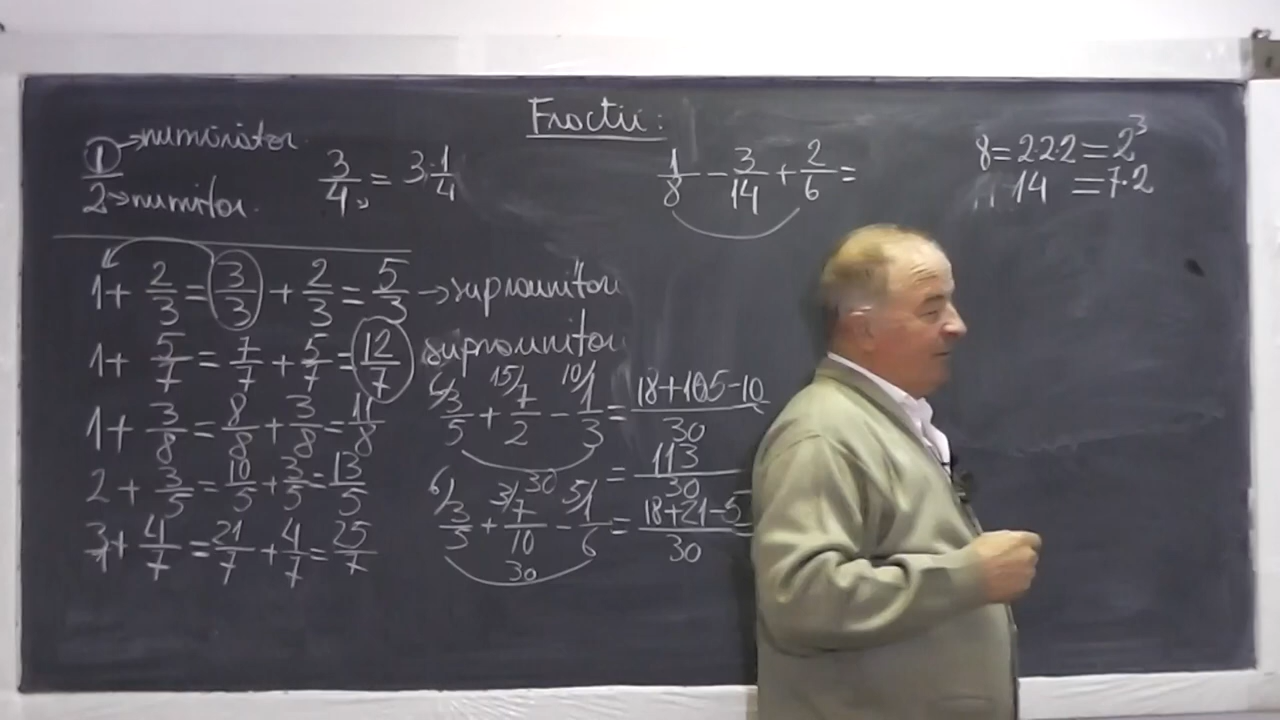 Fractii:
1→numărător.
2→numitor.
3/4 = 3·1/4
1/8 - 3/14 + 2/6 =
8=2·2·2=2³
14 =7·2
1+ 2/3 = 3/3 + 2/3 = 5/3 →supraunitar
1+ 5/7 = 7/7 + 5/7 = 12/7 supraunitar
1+ 3/8 = 8/8 + 3/8 = 11/8
2+ 3/5 = 10/5 + 3/5 = 13/5
3/1 + 4/7 = 21/7 + 4/7 = 25/7
6/ 3/5 + 15/ 7/2 - 10/ 1/3 = 18+105-10/30
30
= 113/30
6/ 3/5 + 3/ 7/10 - 5/ 1/6 = 18+21-5/30
30